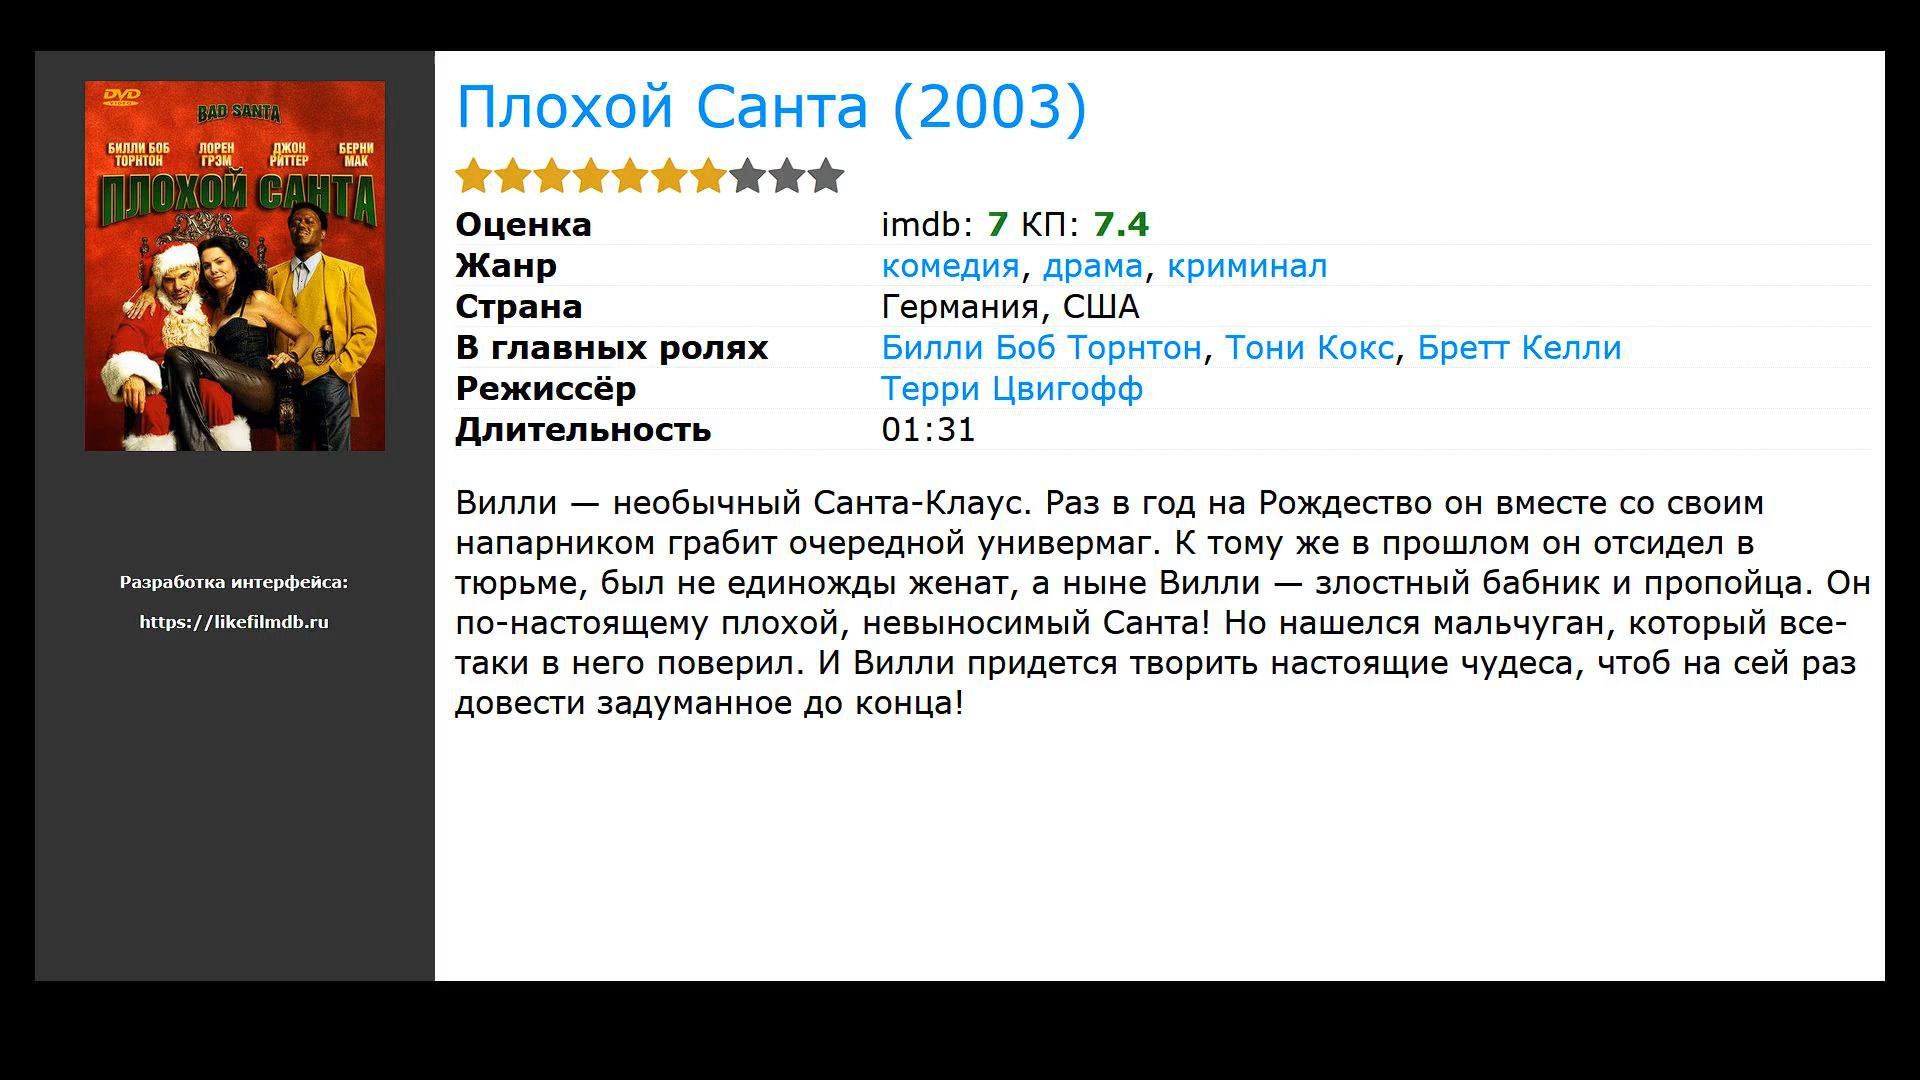 DVD
VIDEO
BAD SANTA
БИЛЛИ БОБ ТОРНТОН
ЛОРЕН ГРЭМ
ДЖОН РИТТЕР
БЕРНИ МАК
ПЛОХОЙ САНТА
Разработка интерфейса:
https://likefilmdb.ru
Плохой Санта (2003)
Оценка imdb: 7 КП: 7.4
Жанр комедия, драма, криминал
Страна Германия, США
В главных ролях Билли Боб Торнтон, Тони Кокс, Бретт Келли
Режиссёр Терри Цвигофф
Длительность 01:31
Вилли — необычный Санта-Клаус. Раз в год на Рождество он вместе со своим
напарником грабит очередной универмаг. К тому же в прошлом он отсидел в
тюрьме, был не единожды женат, а ныне Вилли — злостный бабник и пропойца. Он
по-настоящему плохой, невыносимый Санта! Но нашелся мальчуган, который все-
таки в него поверил. И Вилли придется творить настоящие чудеса, чтоб на сей раз
довести задуманное до конца!